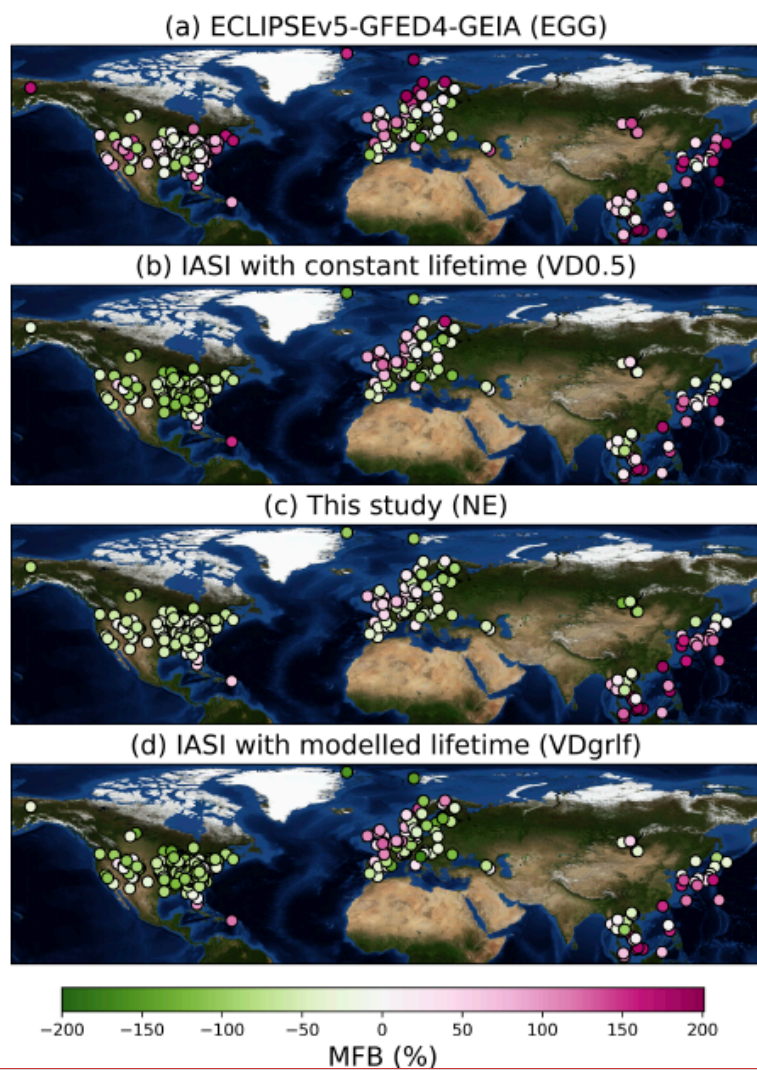 (a) ECLIPSEv5-GFED4-GEIA (EGG)
(b) IASI with constant lifetime (VD0.5)
(c) This study (NE)
(d) IASI with modelled lifetime (VDgrlf)
−200 −150 −100 −50 0 50 100 150 200
MFB (%)